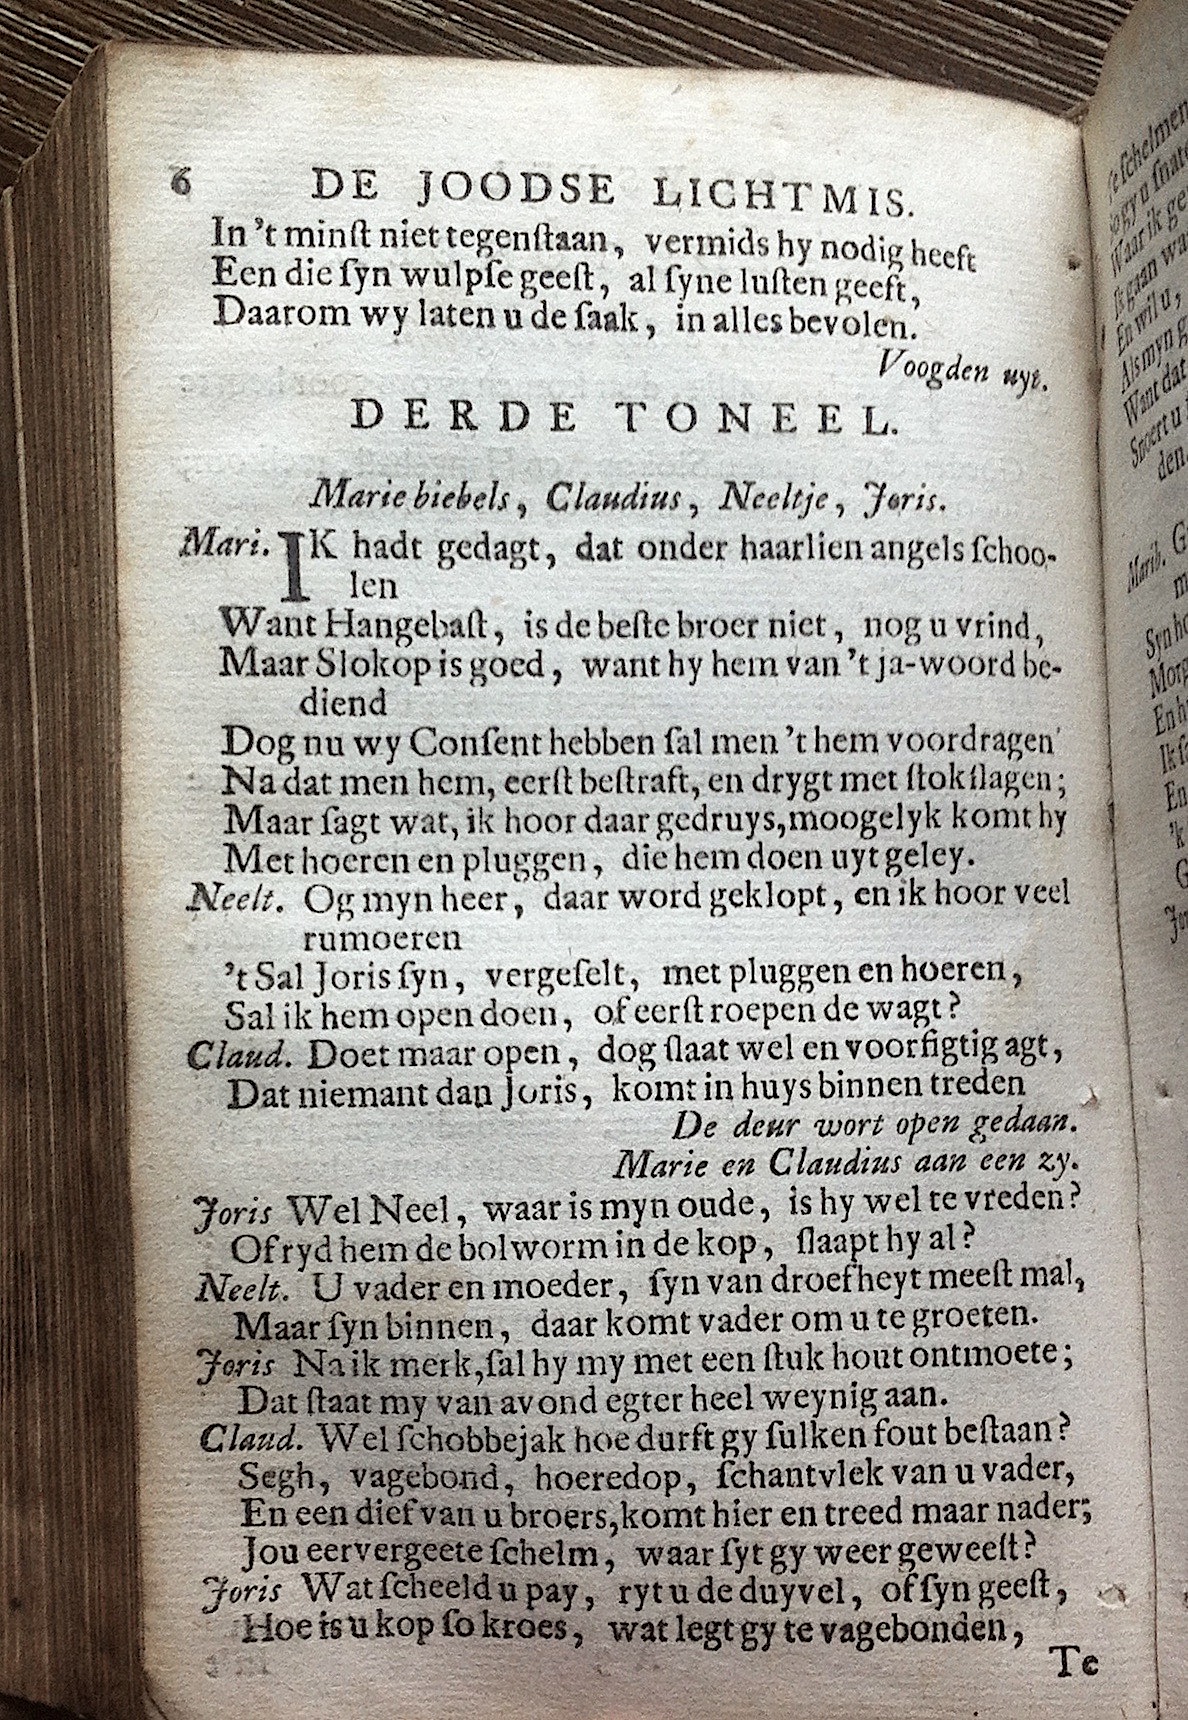 6 DE JOODSE LICHTMIS.
In 't minſt niet tegenſtaan, vermids hy nodig heeft
Een die ſyn wulpſe geeſt, al ſyne luſten geeft,
Daarom wy laten u de ſaak, in alles bevolen.
Voogden uyt.
DERDE TONEEL.
Marie biebels, Claudius, Neeltje, Joris.
Mari. IK hadt gedagt, dat onder haarlien angels ſchoo-
len
Want Hangebaſt, is de beſte broer niet, nog u vrind,
Maar Slokop is goed, want hy hem van 't ja-woord be-
diend
Dog nu wy Conſent hebben ſal men 't hem voordragen
Na dat men hem, eerſt beſtraft, en drygt met ſtokſlagen;
Maar ſagt wat, ik hoor daar gedruys, moogelyk komt hy
Met hoeren en pluggen, die hem doen uyt geley.
Neelt. Og myn heer, daar word geklopt, en ik hoor veel
rumoeren
't Sal Joris ſyn, vergeſelt, met pluggen en hoeren,
Sal ik hem open doen, of eerſt roepen de wagt?
Claud. Doet maar open, dog ſlaat wel en voorſigtig agt,
Dat niemant dan Joris, komt in huys binnen treden
De deur wort open gedaan.
Marie en Claudius aan een zy.
Joris Wel Neel, waar is myn oude, is hy wel te vreden?
Of ryd hem de bolworm in de kop, ſlaapt hy al?
Neelt. U vader en moeder, ſyn van droefheyt meeſt mal,
Maar ſyn binnen, daar komt vader om u te groeten.
Joris Na ik merk, ſal hy my met een ſtuk hout ontmoete;
Dat ſtaat my van avond egter heel weynig aan.
Claud. Wel ſchobbejak hoe durft gy ſulken fout beſtaan?
Segh, vagebond, hoeredop, ſchantvlek van u vader,
En een dief van u broers, komt hier en treed maar nader;
Jou eervergeete ſchelm, waar ſyt gy weer geweeſt?
Joris Wat ſcheeld u pay, ryt u de duyvel, of ſyn geeſt,
Hoe is u kop ſo kroes, wat legt gy te vagebonden,
Te